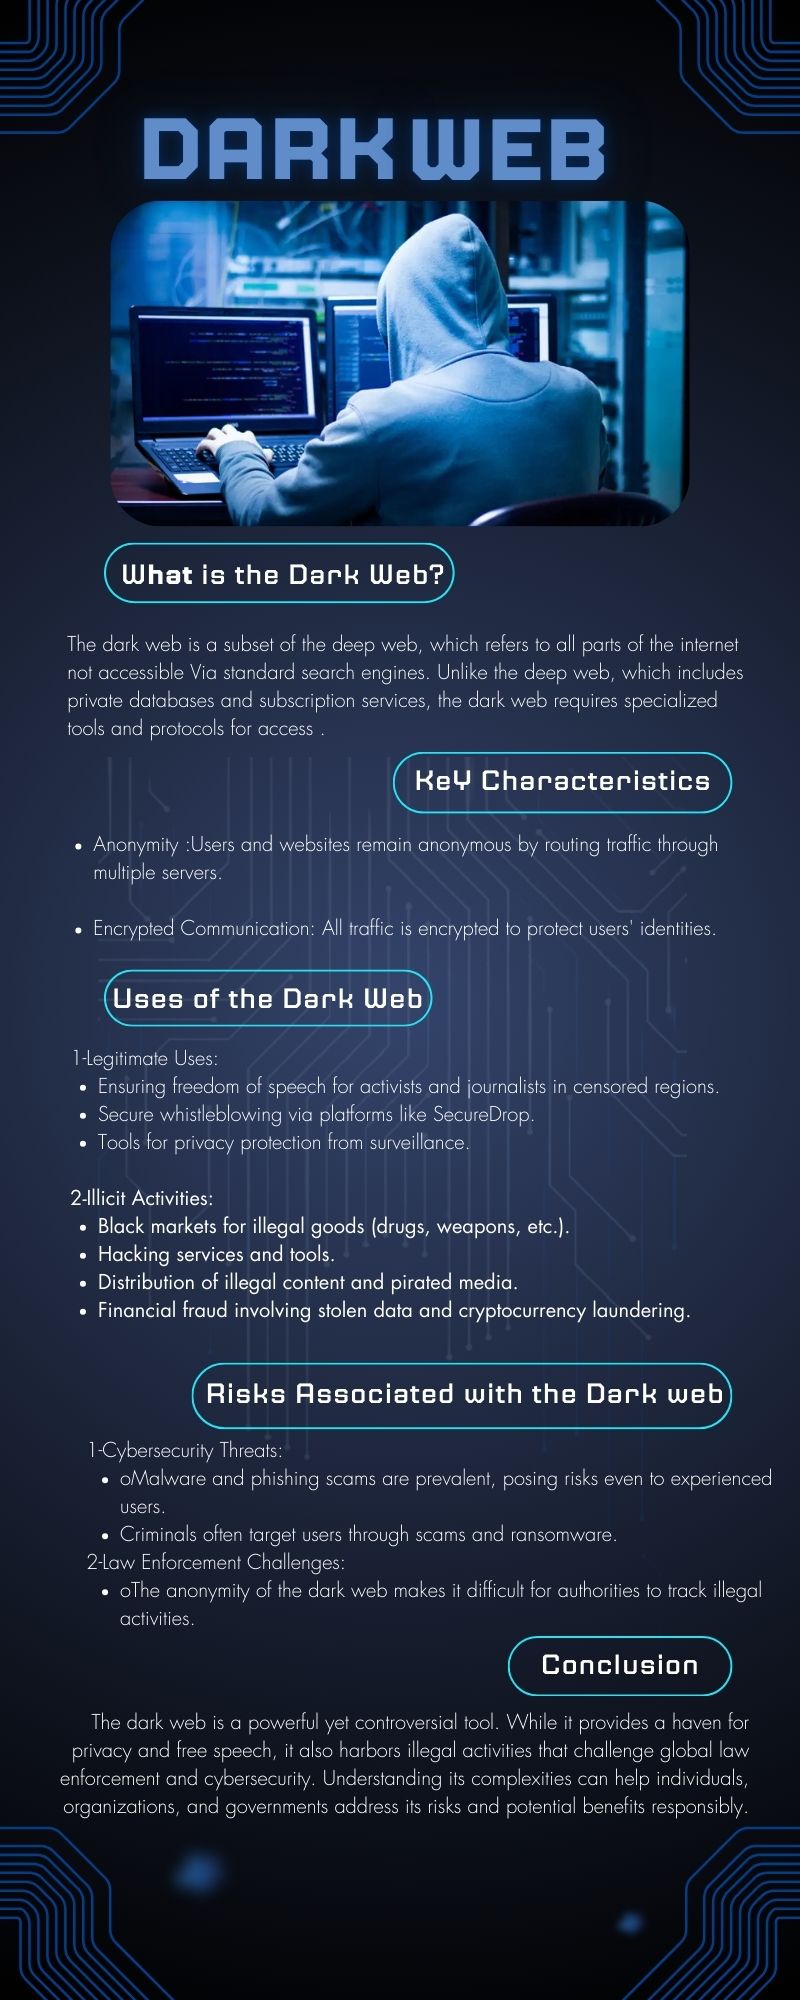 DARK WEB
What is the Dark Web?
The dark web is a subset of the deep web, which refers to all parts of the internet
not accessible Via standard search engines. Unlike the deep web, which includes
private databases and subscription services, the dark web requires specialized
tools and protocols for access .
KeY Characteristics
• Anonymity :Users and websites remain anonymous by routing traffic through
multiple servers.
• Encrypted Communication: All traffic is encrypted to protect users' identities.
Uses of the Dark Web
1-Legitimate Uses:
• Ensuring freedom of speech for activists and journalists in censored regions.
• Secure whistleblowing via platforms like SecureDrop.
• Tools for privacy protection from surveillance.
2-Illicit Activities:
• Black markets for illegal goods (drugs, weapons, etc.).
• Hacking services and tools.
• Distribution of illegal content and pirated media.
• Financial fraud involving stolen data and cryptocurrency laundering.
Risks Associated with the Dark web
1-Cybersecurity Threats:
• oMalware and phishing scams are prevalent, posing risks even to experienced
users.
• Criminals often target users through scams and ransomware.
2-Law Enforcement Challenges:
• oThe anonymity of the dark web makes it difficult for authorities to track illegal
activities.
Conclusion
The dark web is a powerful yet controversial tool. While it provides a haven for
privacy and free speech, it also harbors illegal activities that challenge global law
enforcement and cybersecurity. Understanding its complexities can help individuals,
organizations, and governments address its risks and potential benefits responsibly.